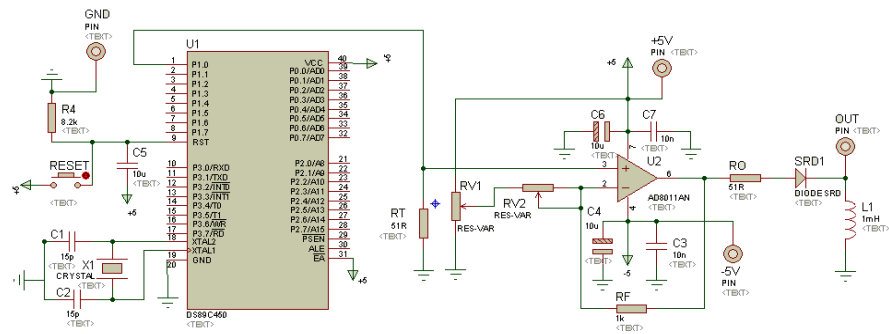 GND
PIN
<TEXT>
U1
1
P1.0
2
P1.1
3
P1.2
4
P1.3
5
P1.4
6
P1.5
7
P1.6
8
P1.7
9
RST
10
P3.0/RXD
11
P3.1/TXD
12
P3.2/INT0
13
P3.3/INT1
14
P3.4/T0
15
P3.5/T1
16
P3.6/WR
17
P3.7/RD
18
XTAL2
19
XTAL1
20
GND
VCC
40
P0.0/AD0
39
P0.1/AD1
38
P0.2/AD2
37
P0.3/AD3
36
P0.4/AD4
35
P0.5/AD5
34
P0.6/AD6
33
P0.7/AD7
32
P2.0/A8
21
P2.1/A9
22
P2.2/A10
23
P2.3/A11
24
P2.4/A12
25
P2.5/A13
26
P2.6/A14
27
P2.7/A15
28
PSEN
29
ALE
30
EA
31
DS89C450
<TEXT>
+5
+5
R4
8.2k
<TEXT>
RESET
<TEXT>
+5
C5
10u
<TEXT>
+5
C1
15p
<TEXT>
X1
CRYSTAL
<TEXT>
C2
15p
<TEXT>
RT
51R
<TEXT>
RV1
RES-VAR
<TEXT>
RV2
RES-VAR
<TEXT>
+5V
PIN
<TEXT>
+5
C6
10u
<TEXT>
C7
10n
<TEXT>
7
U2
3
2
6
4
AD8011AN
<TEXT>
C4
10u
<TEXT>
C3
10n
<TEXT>
-5
-5V
PIN
<TEXT>
RF
1k
<TEXT>
RO
51R
<TEXT>
SRD1
DIODE SRD
<TEXT>
OUT
PIN
<TEXT>
L1
1mH
<TEXT>